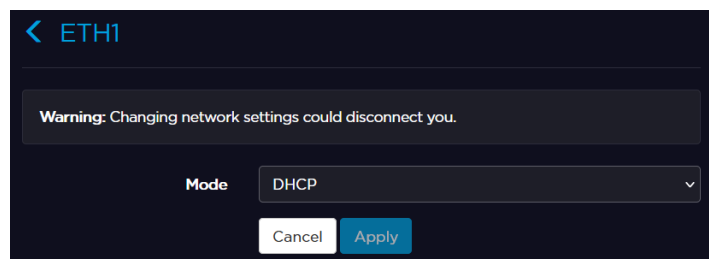 ETH1
Warning: Changing network settings could disconnect you.
Mode DHCP
Cancel Apply